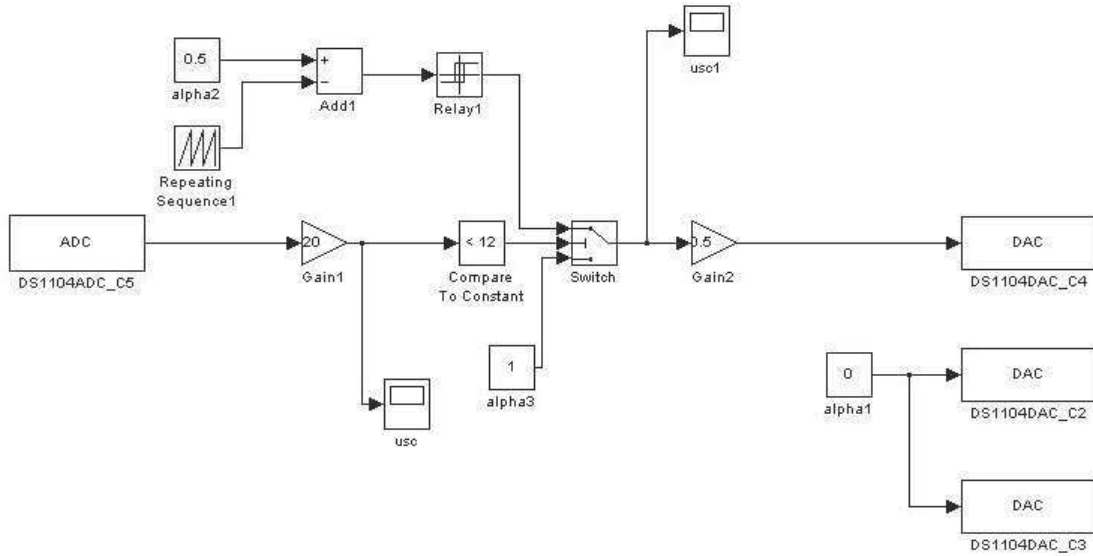 0.5
alpha2
+
−
Add1
Relay1
usc1
Repeating
Sequence1
ADC
DS1104ADC_C5
20
Gain1
< 12
Compare
To Constant
Switch
0.5
Gain2
DAC
DS1104DAC_C4
1
alpha3
usc
0
alpha1
DAC
DS1104DAC_C2
DAC
DS1104DAC_C3